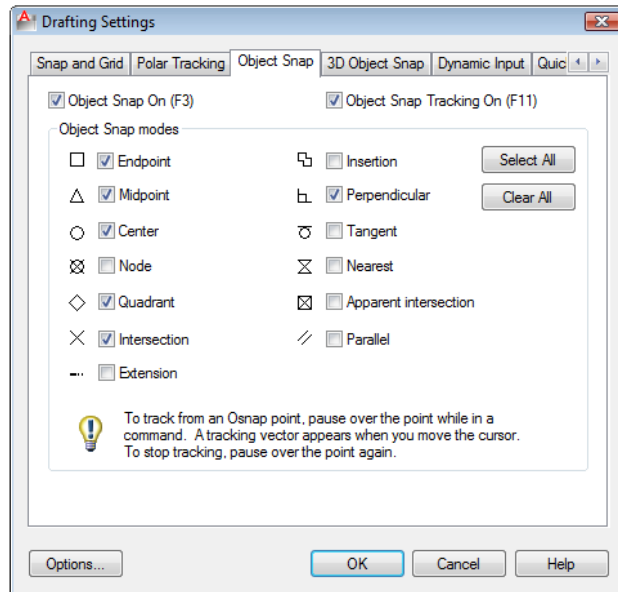 Drafting Settings
Snap and Grid Polar Tracking Object Snap 3D Object Snap Dynamic Input Quic
Object Snap On (F3) Object Snap Tracking On (F11)
Object Snap modes
Endpoint Insertion Select All
Midpoint Perpendicular Clear All
Center Tangent
Node Nearest
Quadrant Apparent intersection
Intersection Parallel
Extension
To track from an Osnap point, pause over the point while in a
command. A tracking vector appears when you move the cursor.
To stop tracking, pause over the point again.
Options... OK Cancel Help